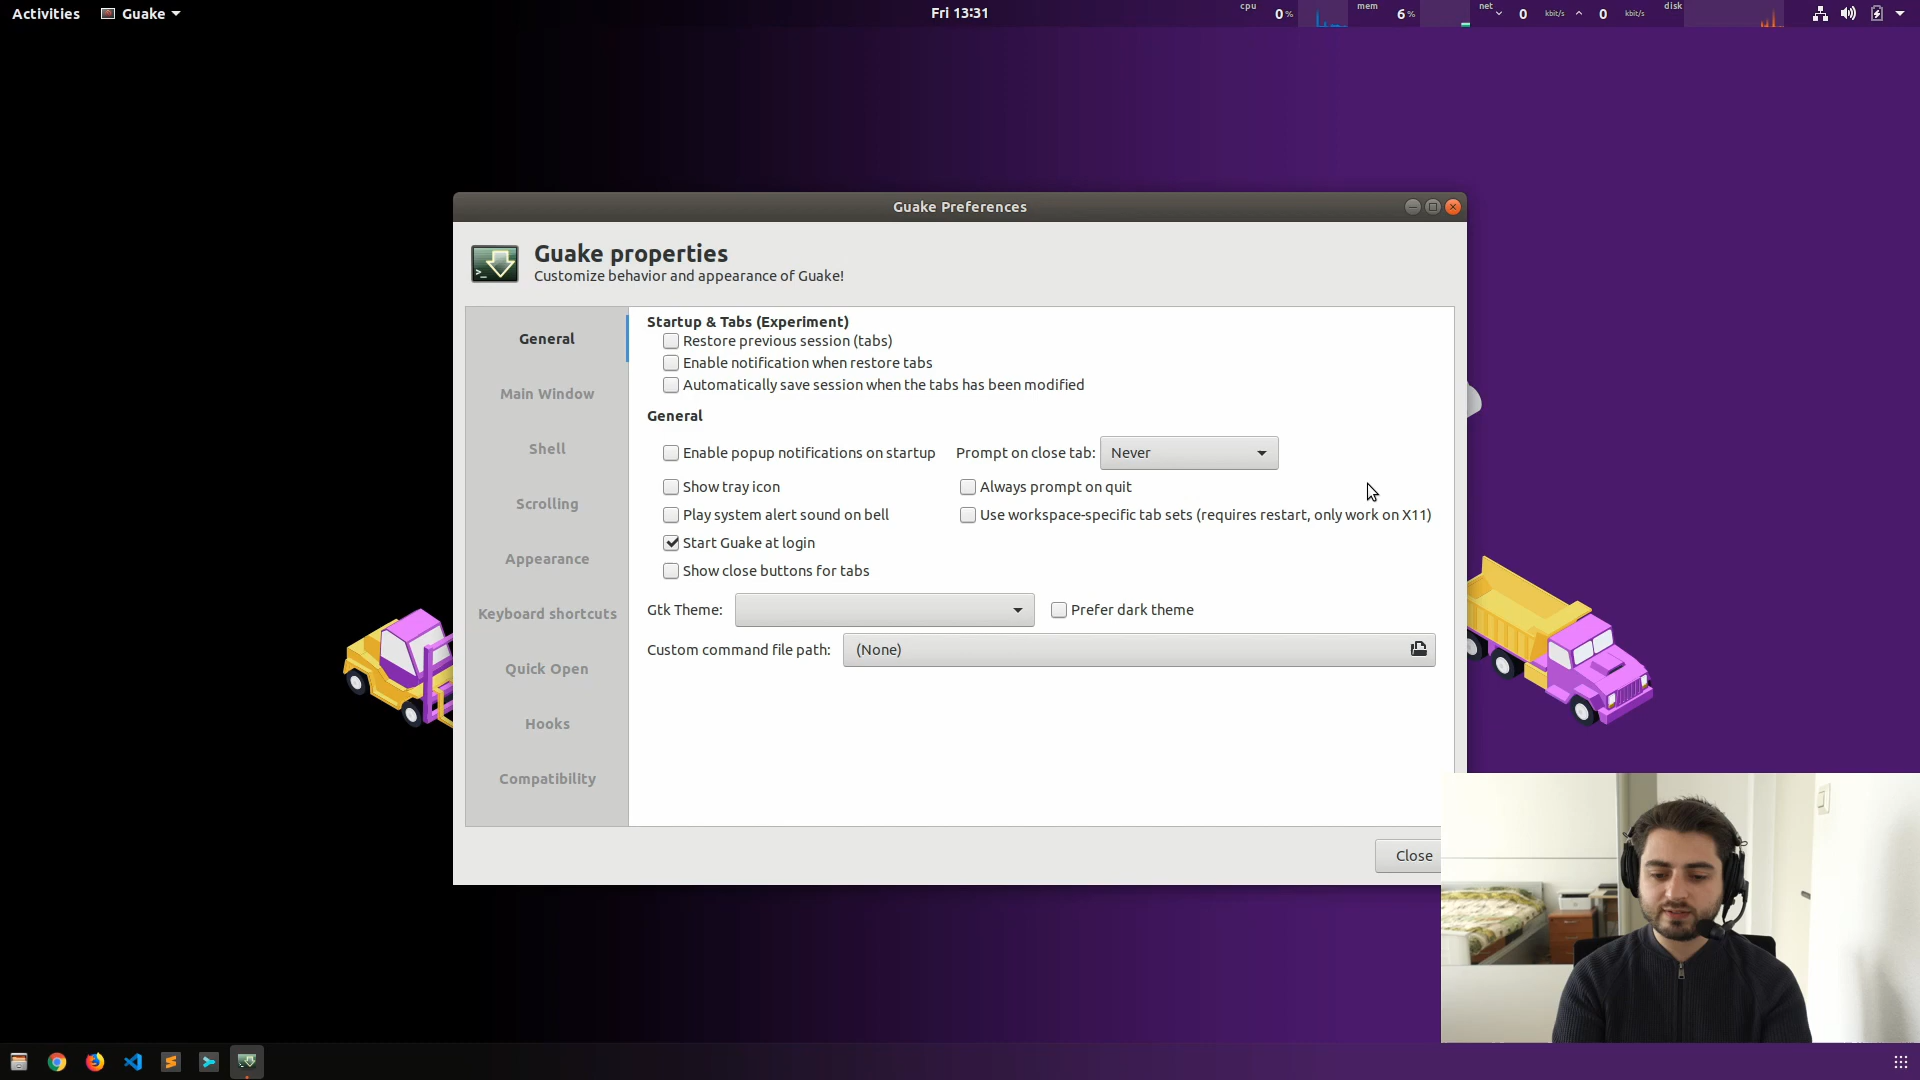 Activities Guake Fri 13:31 cpu 0% mem 6% net 0 kbit/s 0 kbit/s disk
Guake Preferences
Guake properties
Customize behavior and appearance of Guake!
General
Main Window
Shell
Scrolling
Appearance
Keyboard shortcuts
Quick Open
Hooks
Compatibility
Startup & Tabs (Experiment)
Restore previous session (tabs)
Enable notification when restore tabs
Automatically save session when the tabs has been modified
General
Enable popup notifications on startup Prompt on close tab: Never
Show tray icon Always prompt on quit
Play system alert sound on bell Use workspace-specific tab sets (requires restart, only work on X11)
Start Guake at login
Show close buttons for tabs
Gtk Theme: Prefer dark theme
Custom command file path: (None)
Close